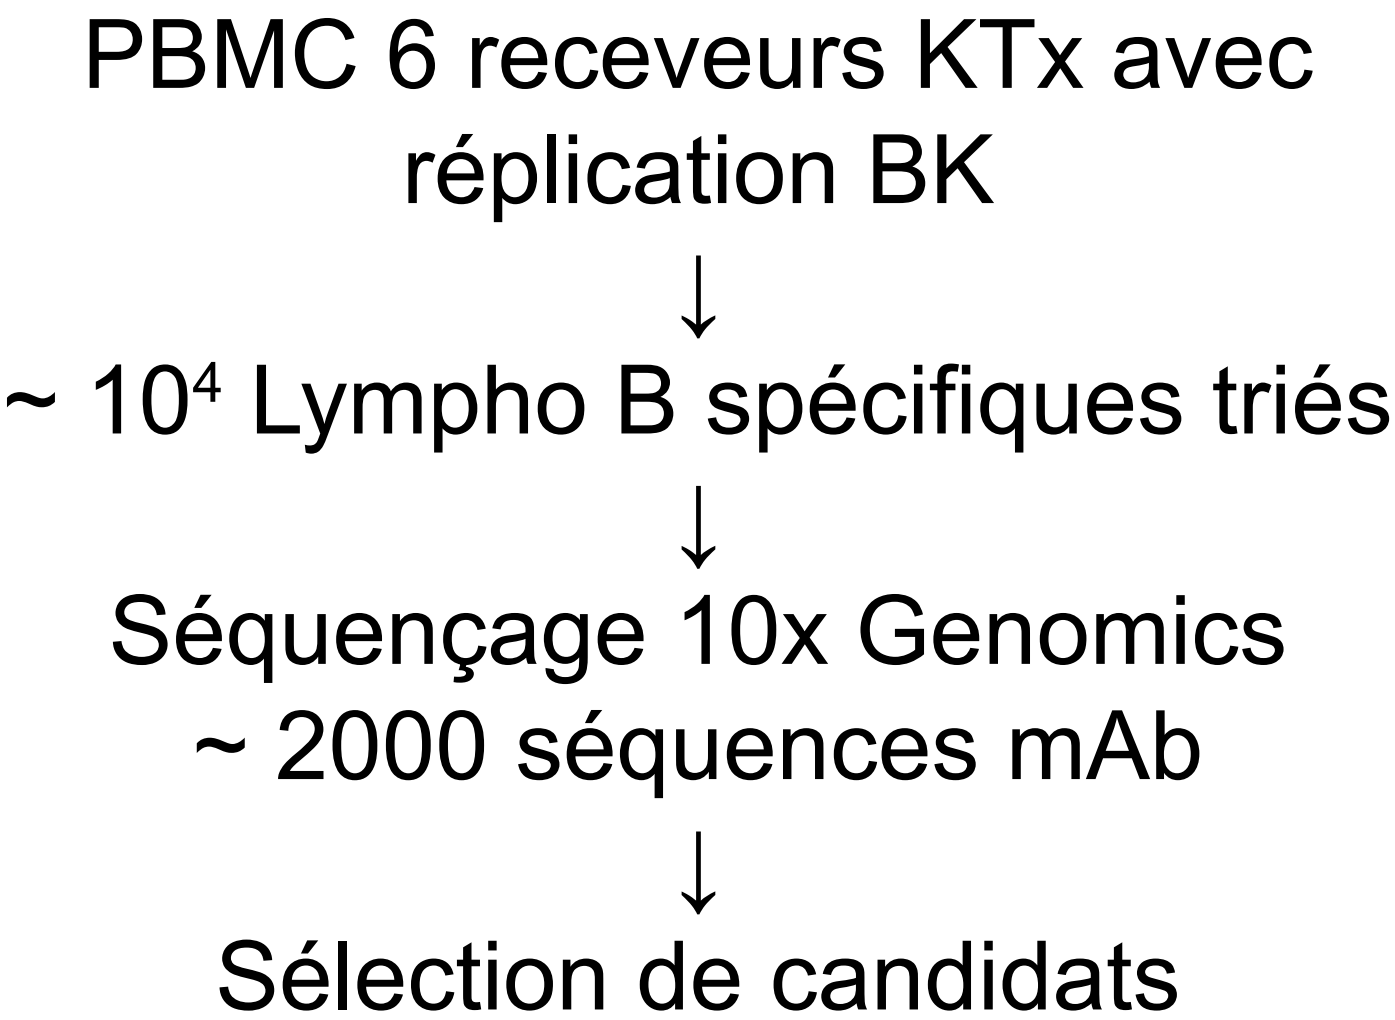 PBMC 6 receveurs KTx avec
réplication BK
↓
~ 10⁴ Lympho B spécifiques triés
↓
Séquençage 10x Genomics
~ 2000 séquences mAb
↓
Sélection de candidats